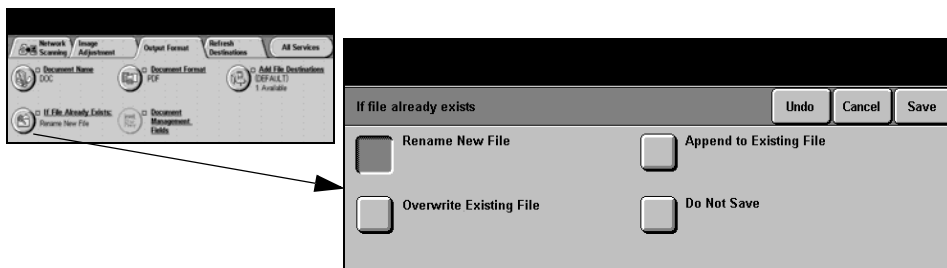 Network Scanning
Image Adjustment
Output Format
Refresh Destinations
All Services
Document Name
DOC
Document Format
PDF
Add File Destinations
(DEFAULT)
1 Available
If File Already Exists:
Rename New File
Document
Management
Fields
If file already exists
Undo
Cancel
Save
Rename New File
Append to Existing File
Overwrite Existing File
Do Not Save